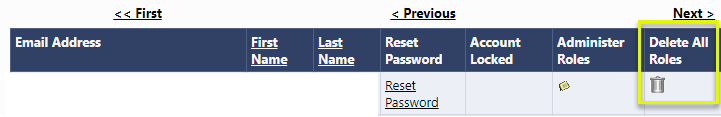 << First < Previous Next >
Email Address First Name Last Name Reset Password Account Locked Administer Roles Delete All Roles
Reset Password